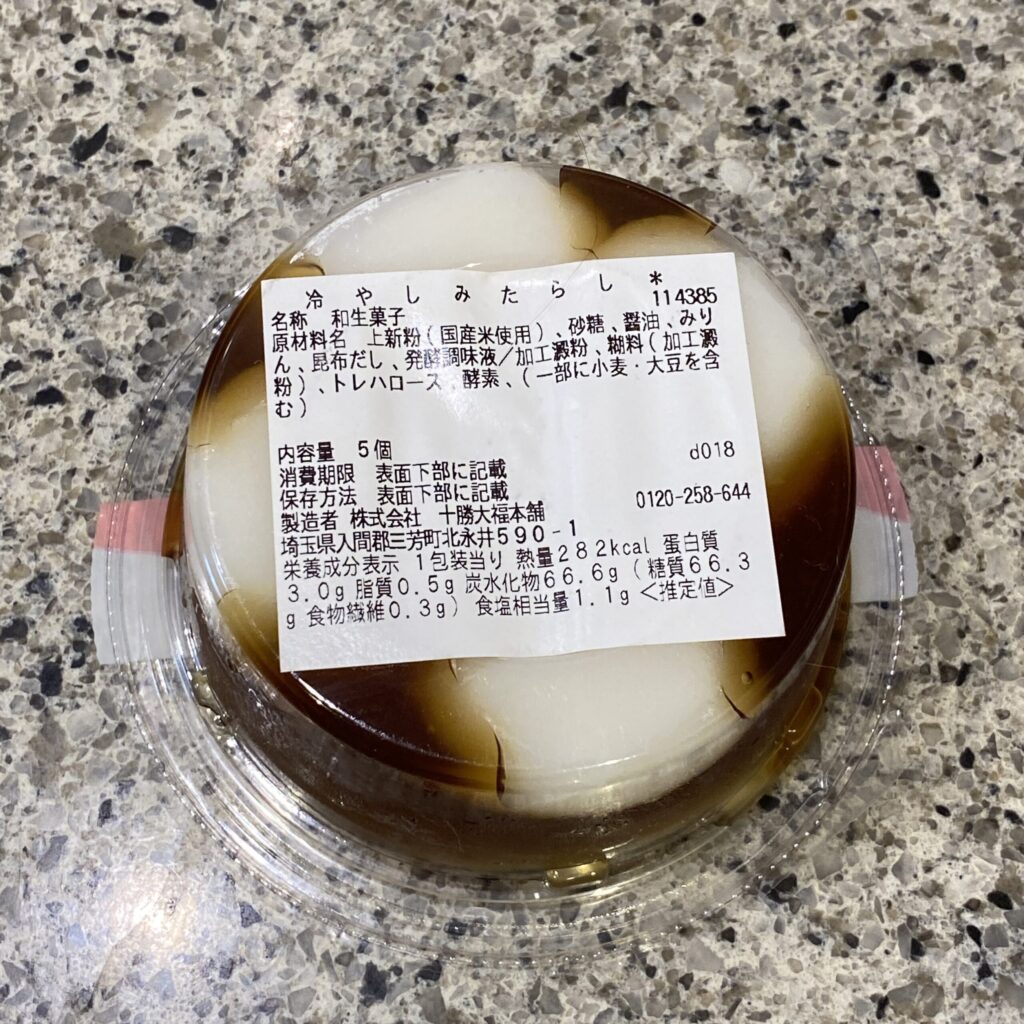 冷やしみたらし *
114385
名称 和生菓子
原材料名 上新粉(国産米使用)、砂糖、醤油、みり
ん、昆布だし、発酵調味液/加工澱粉、糊料(加工澱
粉)、トレハロース、酵素、(一部に小麦・大豆を含
む)
内容量 5個
d018
消費期限 表面下部に記載
保存方法 表面下部に記載
0120-258-644
製造者 株式会社 十勝大福本舗
埼玉県入間郡三芳町北永井590-1
栄養成分表示 1包装当り 熱量282kcal 蛋白質
3.0g 脂質0.5g 炭水化物66.6g(糖質66.3
g 食物繊維0.3g) 食塩相当量1.1g <推定値>